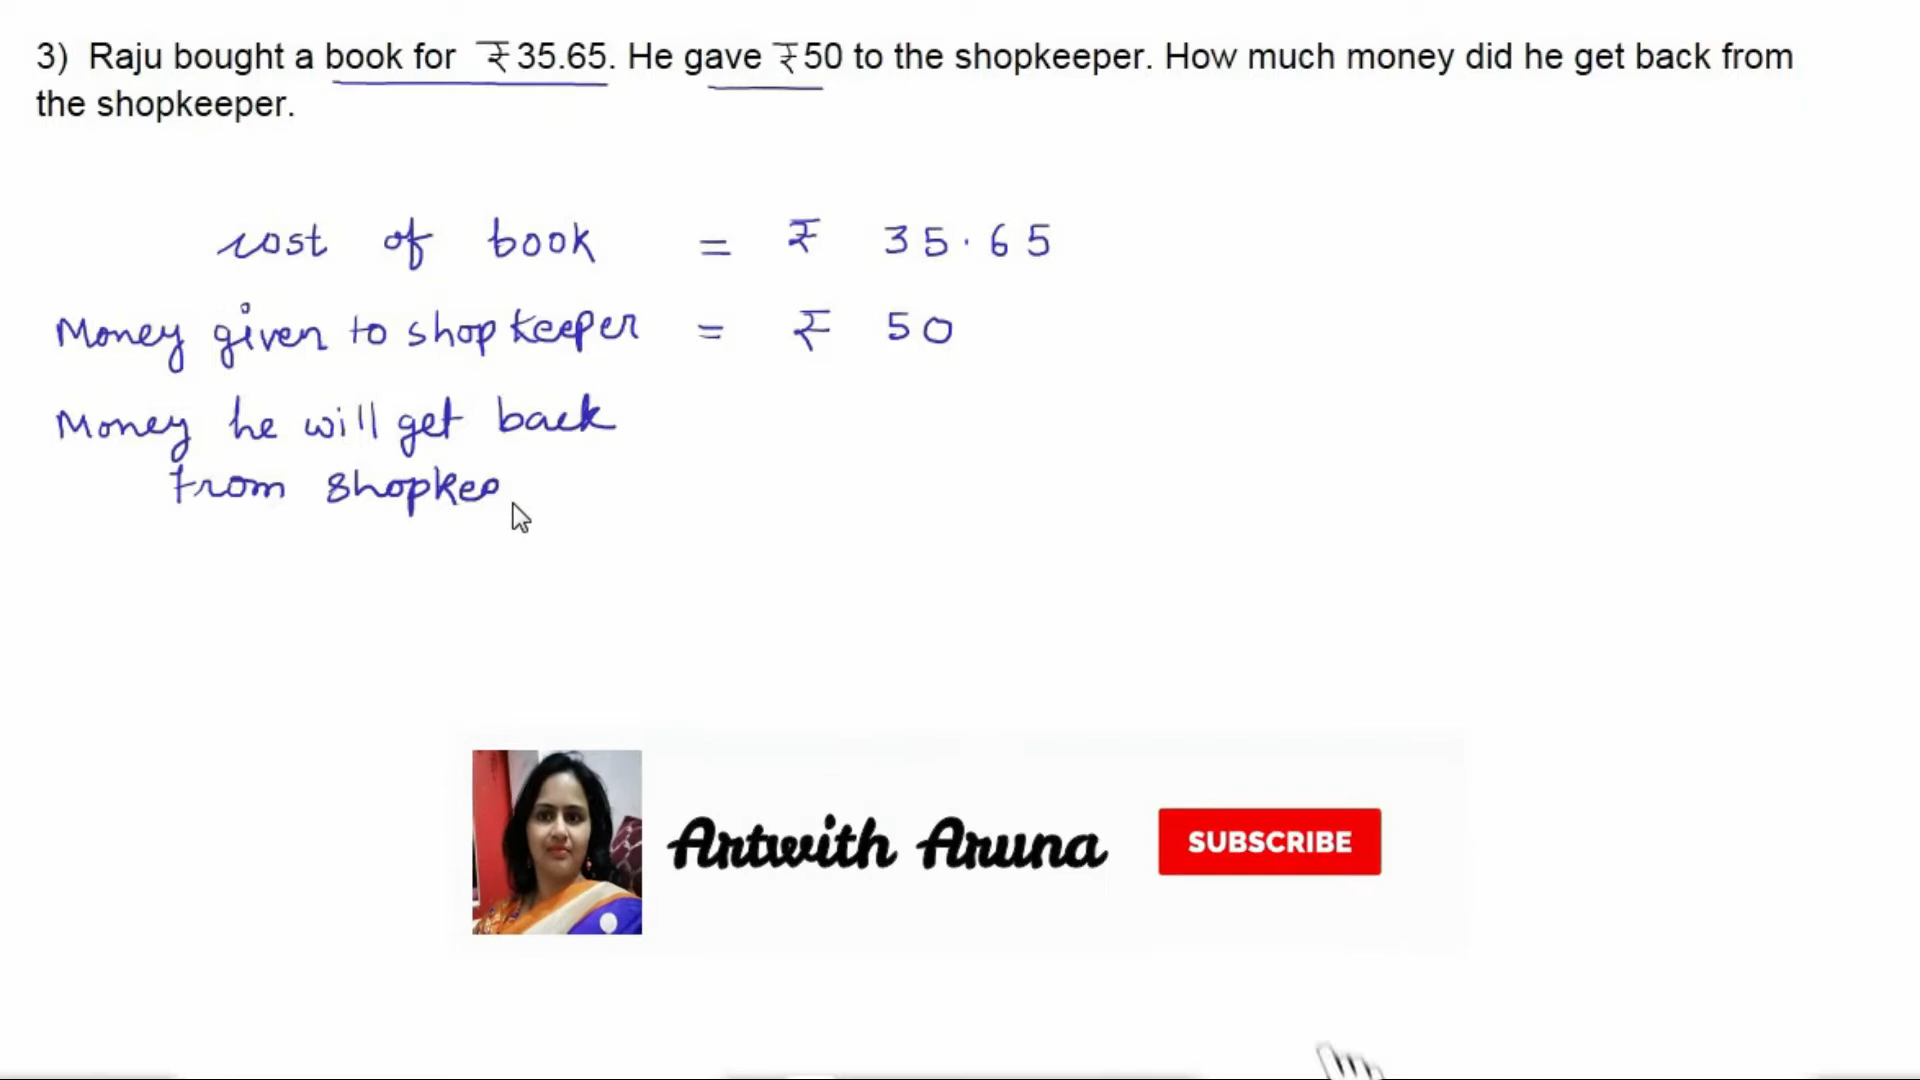 3) Raju bought a book for ₹35.65. He gave ₹50 to the shopkeeper. How much money did he get back from
the shopkeeper.
cost of book = ₹ 35.65
Money given to shopkeeper = ₹ 50
Money he will get back
from shopkee
Artwith Aruna
SUBSCRIBE